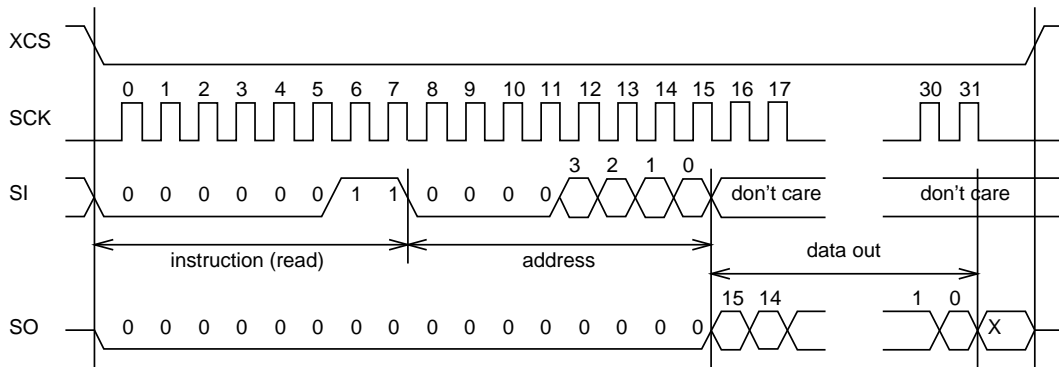 XCS
0 1 2 3 4 5 6 7 8 9 10 11 12 13 14 15 16 17 30 31
SCK
3 2 1 0
SI 0 0 0 0 0 0 1 1 0 0 0 0 don't care don't care
instruction (read) address data out
15 14 1 0
SO 0 0 0 0 0 0 0 0 0 0 0 0 0 0 0 0 X